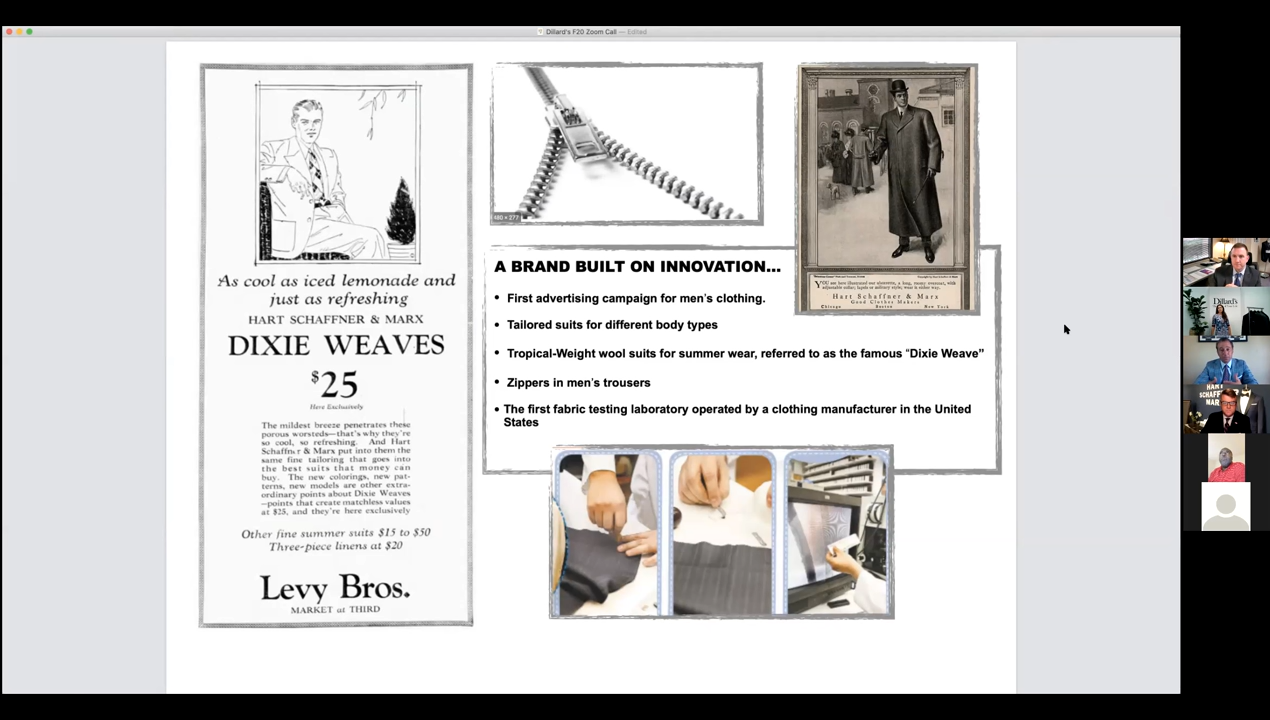 Dillard's F20 Zoom Call — Edited
As cool as iced lemonade and
just as refreshing
HART SCHAFFNER & MARX
DIXIE WEAVES
$25
Here Exclusively
The mildest breeze penetrates these
porous worsteds—that's why they're
so cool, so refreshing. And Hart
Schaffner & Marx put into them the
same fine tailoring that goes into
the best suits that money can
buy. The new colorings, new pat-
terns, new models are other extra-
ordinary points about Dixie Weaves
—points that create matchless values
at $25, and they're here exclusively
Other fine summer suits $15 to $50
Three-piece linens at $20
Levy Bros.
MARKET at THIRD
480 × 277
Hart Schaffner & Marx
Good Clothes Makers
Chicago Boston New York
A BRAND BUILT ON INNOVATION...
• First advertising campaign for men's clothing.
• Tailored suits for different body types
• Tropical-Weight wool suits for summer wear, referred to as the famous “Dixie Weave”
• Zippers in men's trousers
• The first fabric testing laboratory operated by a clothing manufacturer in the United
States
Dillard's